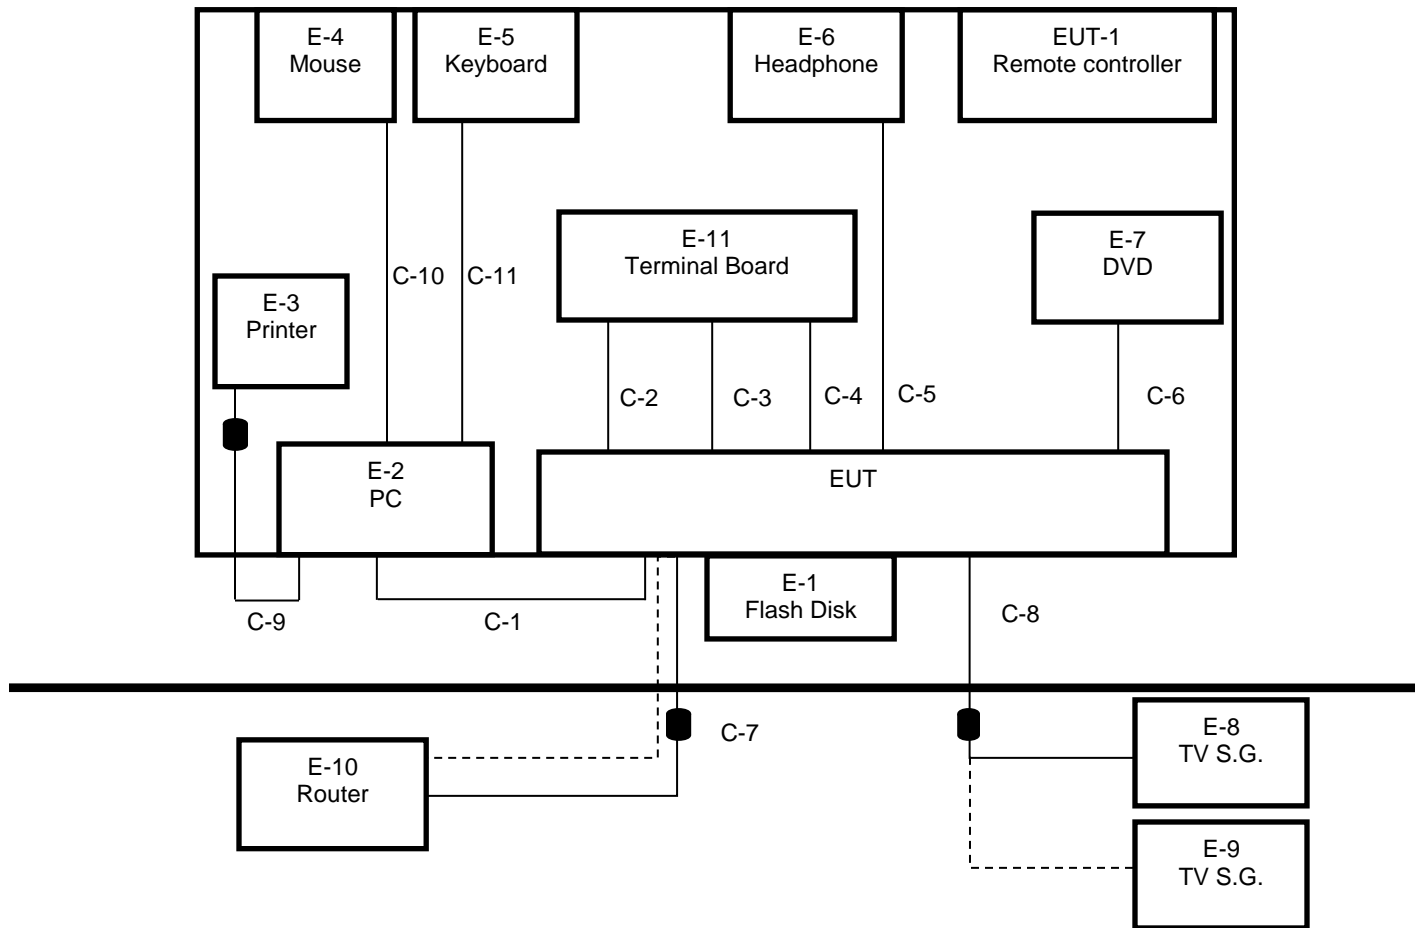 E-4
Mouse
E-5
Keyboard
E-6
Headphone
EUT-1
Remote controller
E-11
Terminal Board
E-7
DVD
C-10
C-11
E-3
Printer
C-2
C-3
C-4
C-5
C-6
E-2
PC
EUT
E-1
Flash Disk
C-9
C-1
C-8
C-7
E-8
TV S.G.
E-10
Router
E-9
TV S.G.